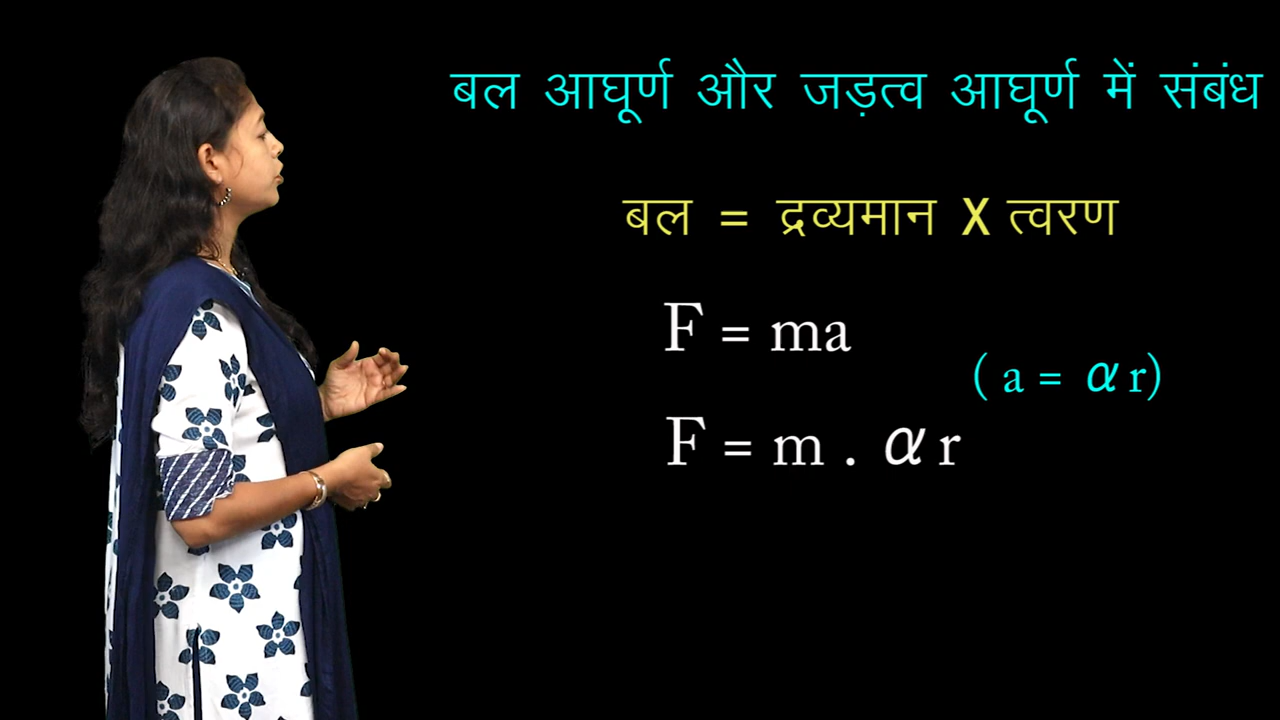 बल आघूर्ण और जड़त्व आघूर्ण में संबंध
बल = द्रव्यमान X त्वरण
F = ma
( a = α r)
F = m . α r